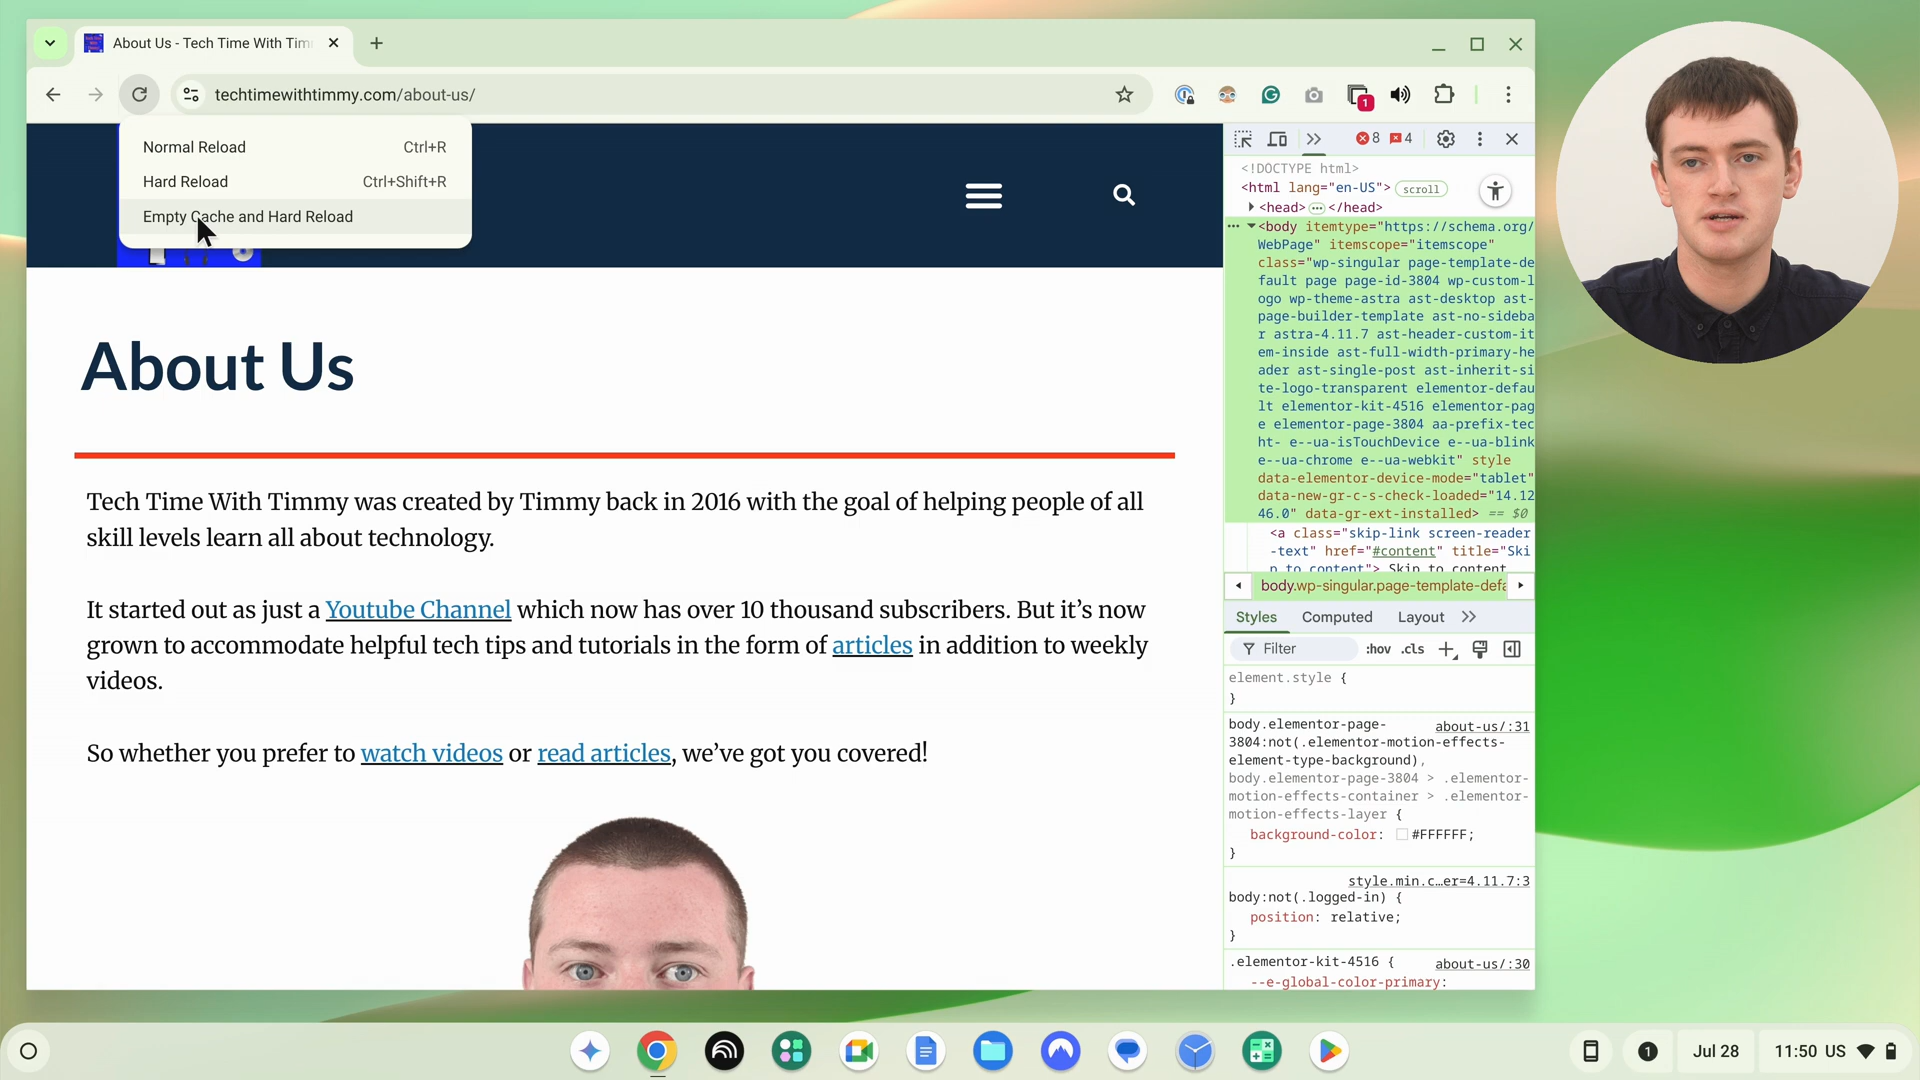 About Us - Tech Time With Tim
techtimewithtimmy.com/about-us/
1
Normal Reload Ctrl+R
Hard Reload Ctrl+Shift+R
Empty Cache and Hard Reload
About Us
Tech Time With Timmy was created by Timmy back in 2016 with the goal of helping people of all
skill levels learn all about technology.
It started out as just a Youtube Channel which now has over 10 thousand subscribers. But it’s now
grown to accommodate helpful tech tips and tutorials in the form of articles in addition to weekly
videos.
So whether you prefer to watch videos or read articles, we’ve got you covered!
8 4
<!DOCTYPE html>
<html lang="en-US"> scroll
<head> ••• </head>
••• <body itemtype="https://schema.org/
WebPage" itemscope="itemscope"
class="wp-singular page-template-de
fault page page-id-3804 wp-custom-l
ogo wp-theme-astra ast-desktop ast-
page-builder-template ast-no-sideba
r astra-4.11.7 ast-header-custom-it
em-inside ast-full-width-primary-he
ader ast-single-post ast-inherit-si
te-logo-transparent elementor-defau
lt elementor-kit-4516 elementor-pag
e elementor-page-3804 aa-prefix-tec
ht- e--ua-isTouchDevice e--ua-blink
e--ua-chrome e--ua-webkit" style
data-elementor-device-mode="tablet"
data-new-gr-c-s-check-loaded="14.12
46.0" data-gr-ext-installed> == $0
<a class="skip-link screen-reader
-text" href="#content" title="Ski
p to content"> Skip to content
body.wp-singular.page-template-defa
Styles Computed Layout
Filter :hov .cls
element.style {
}
body.elementor-page- about-us/:31
3804:not(.elementor-motion-effects-
element-type-background),
body.elementor-page-3804 > .elementor-
motion-effects-container > .elementor-
motion-effects-layer {
background-color: #FFFFFF;
}
style.min.c…er=4.11.7:3
body:not(.logged-in) {
position: relative;
}
.elementor-kit-4516 { about-us/:30
--e-global-color-primary:
1 Jul 28 11:50 US